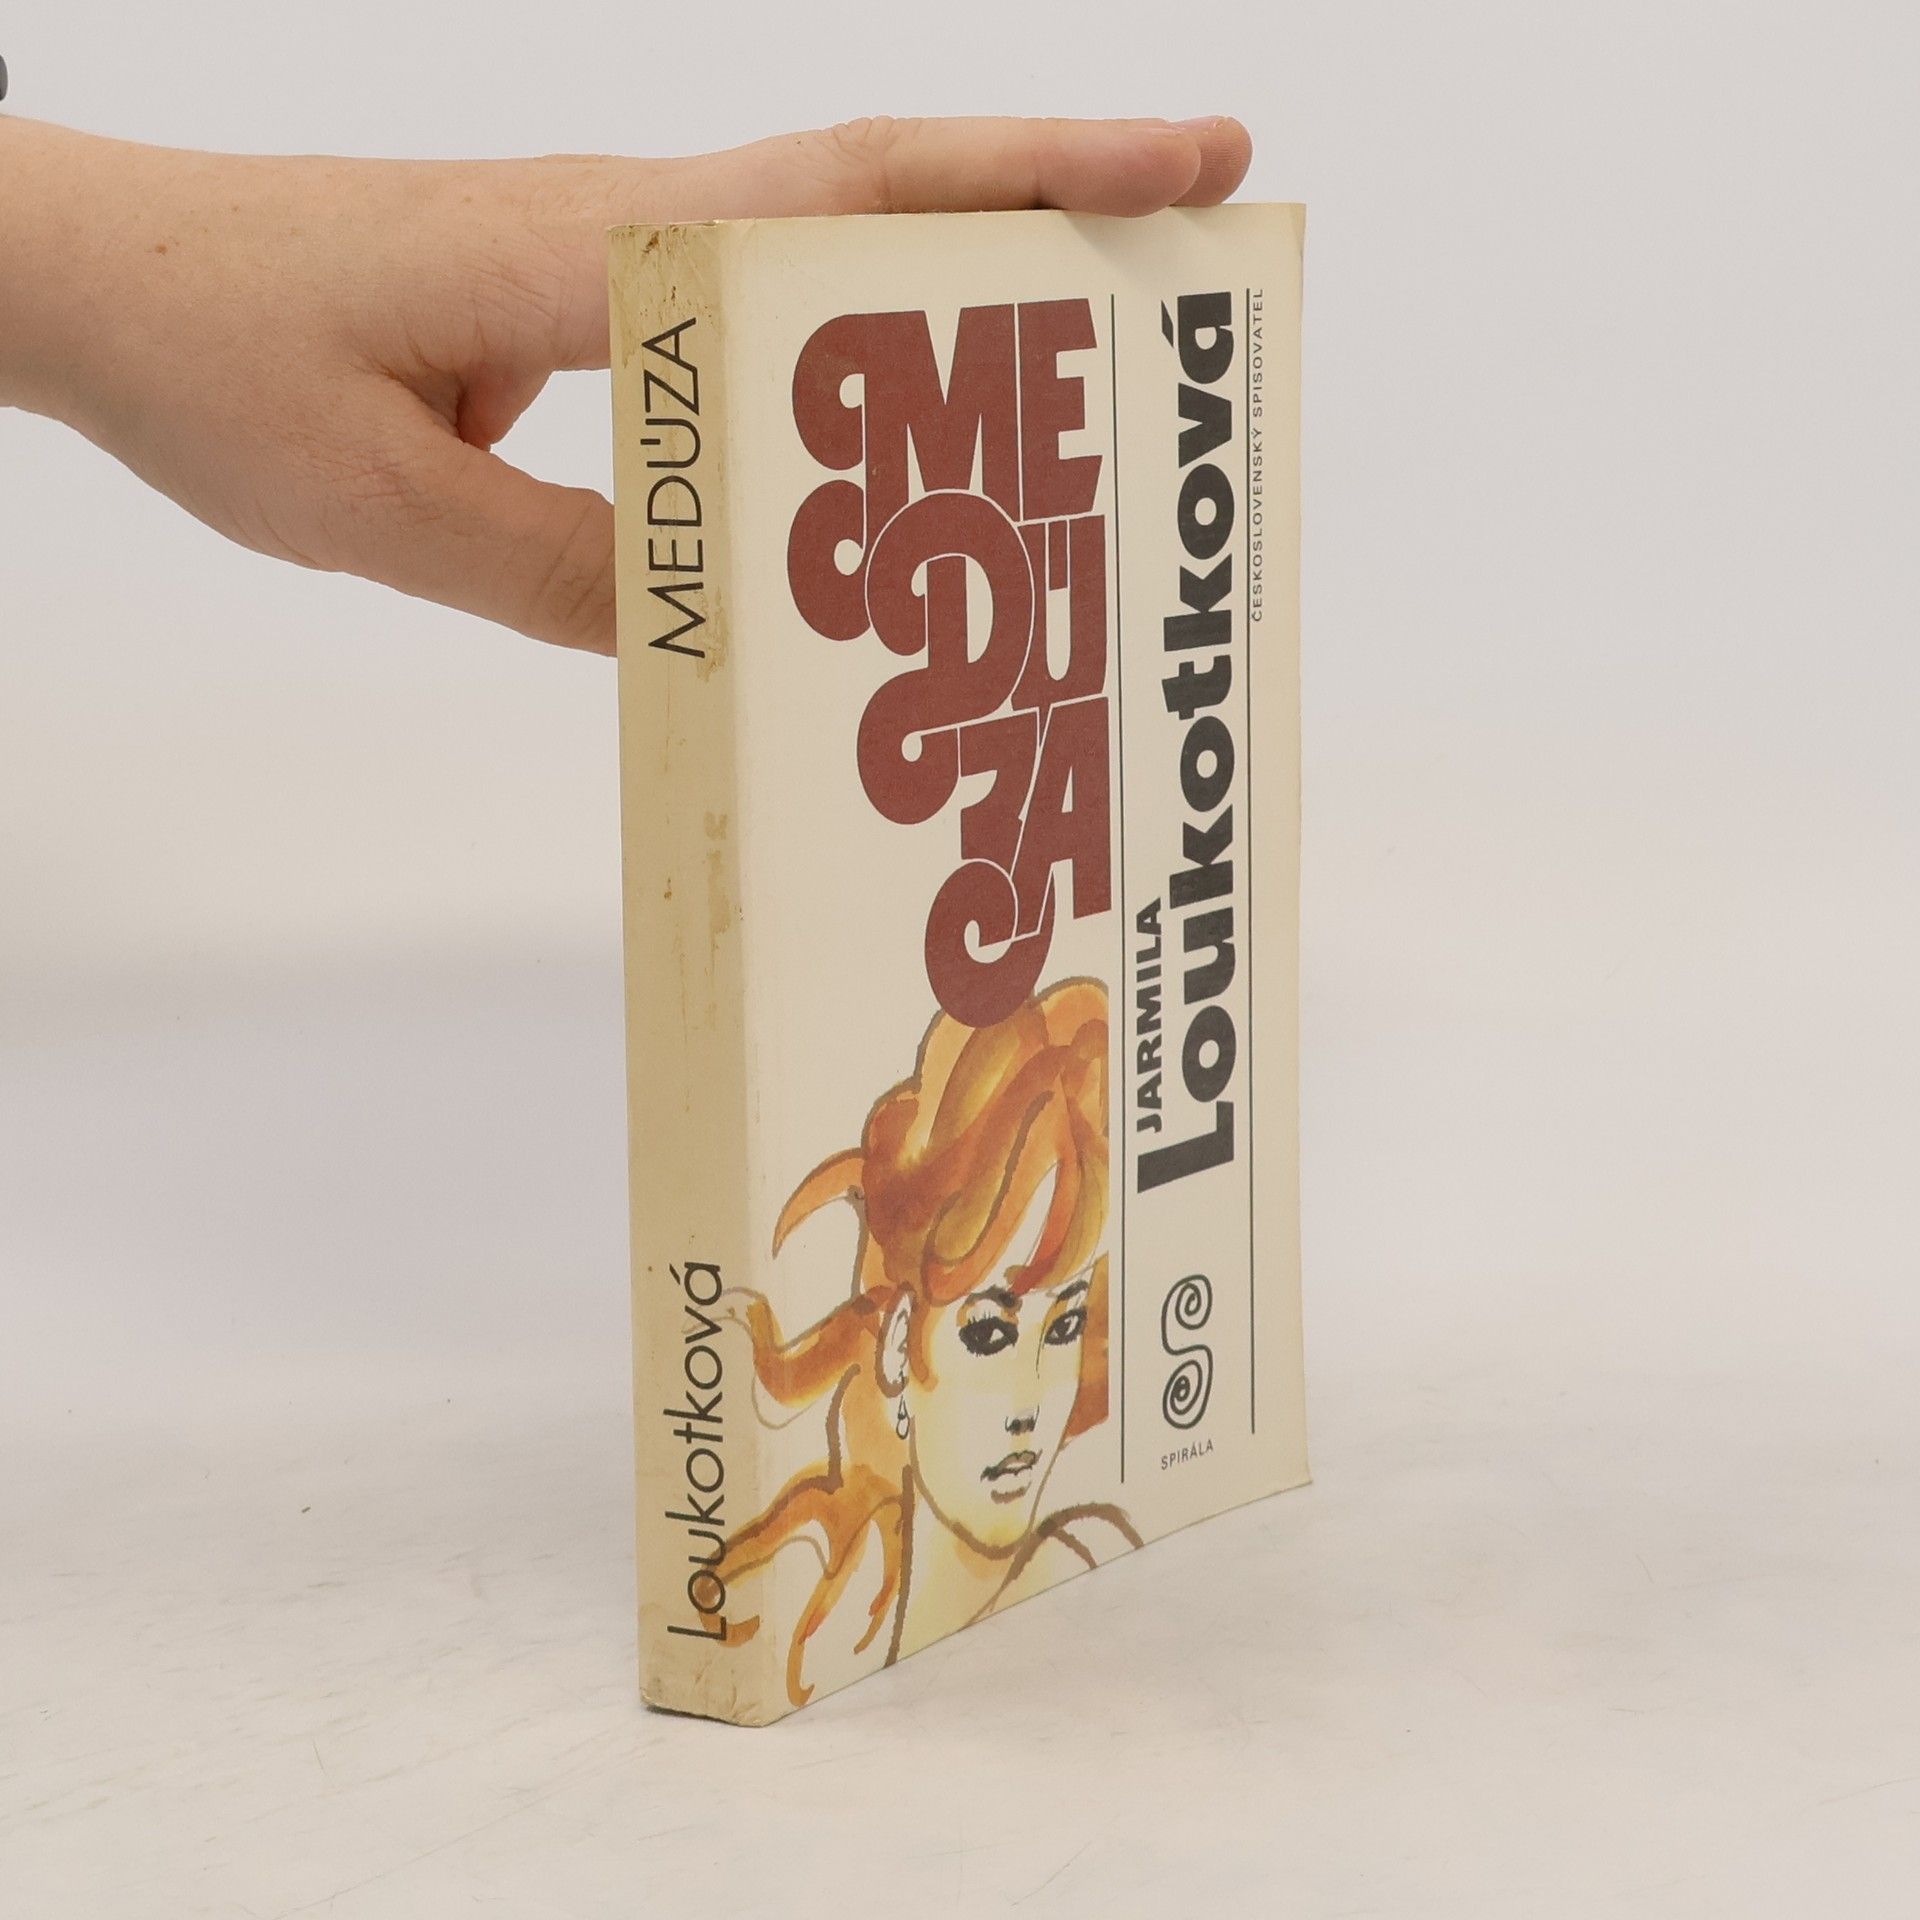 MEDÚZA
Loukotková
MEDÚZA
JARMILA
Loukotková
ČESKOSLOVENSKÝ SPISOVATEL
SPIRÁLA